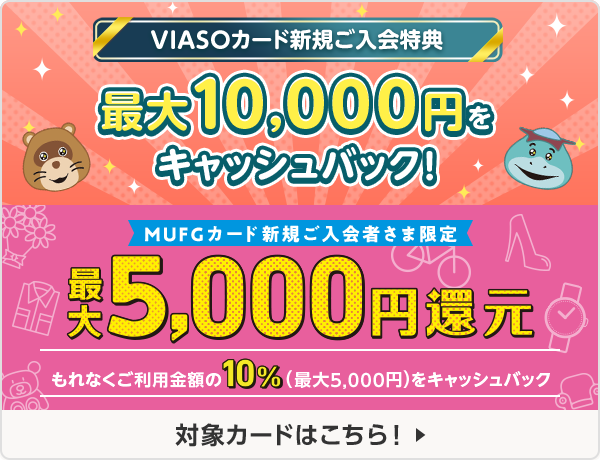 VIASOカード新規ご入会特典
最大10,000円を
キャッシュバック!
MUFGカード新規ご入会者さま限定
最大5,000円還元
もれなくご利用金額の10%(最大5,000円)をキャッシュバック
対象カードはこちら!